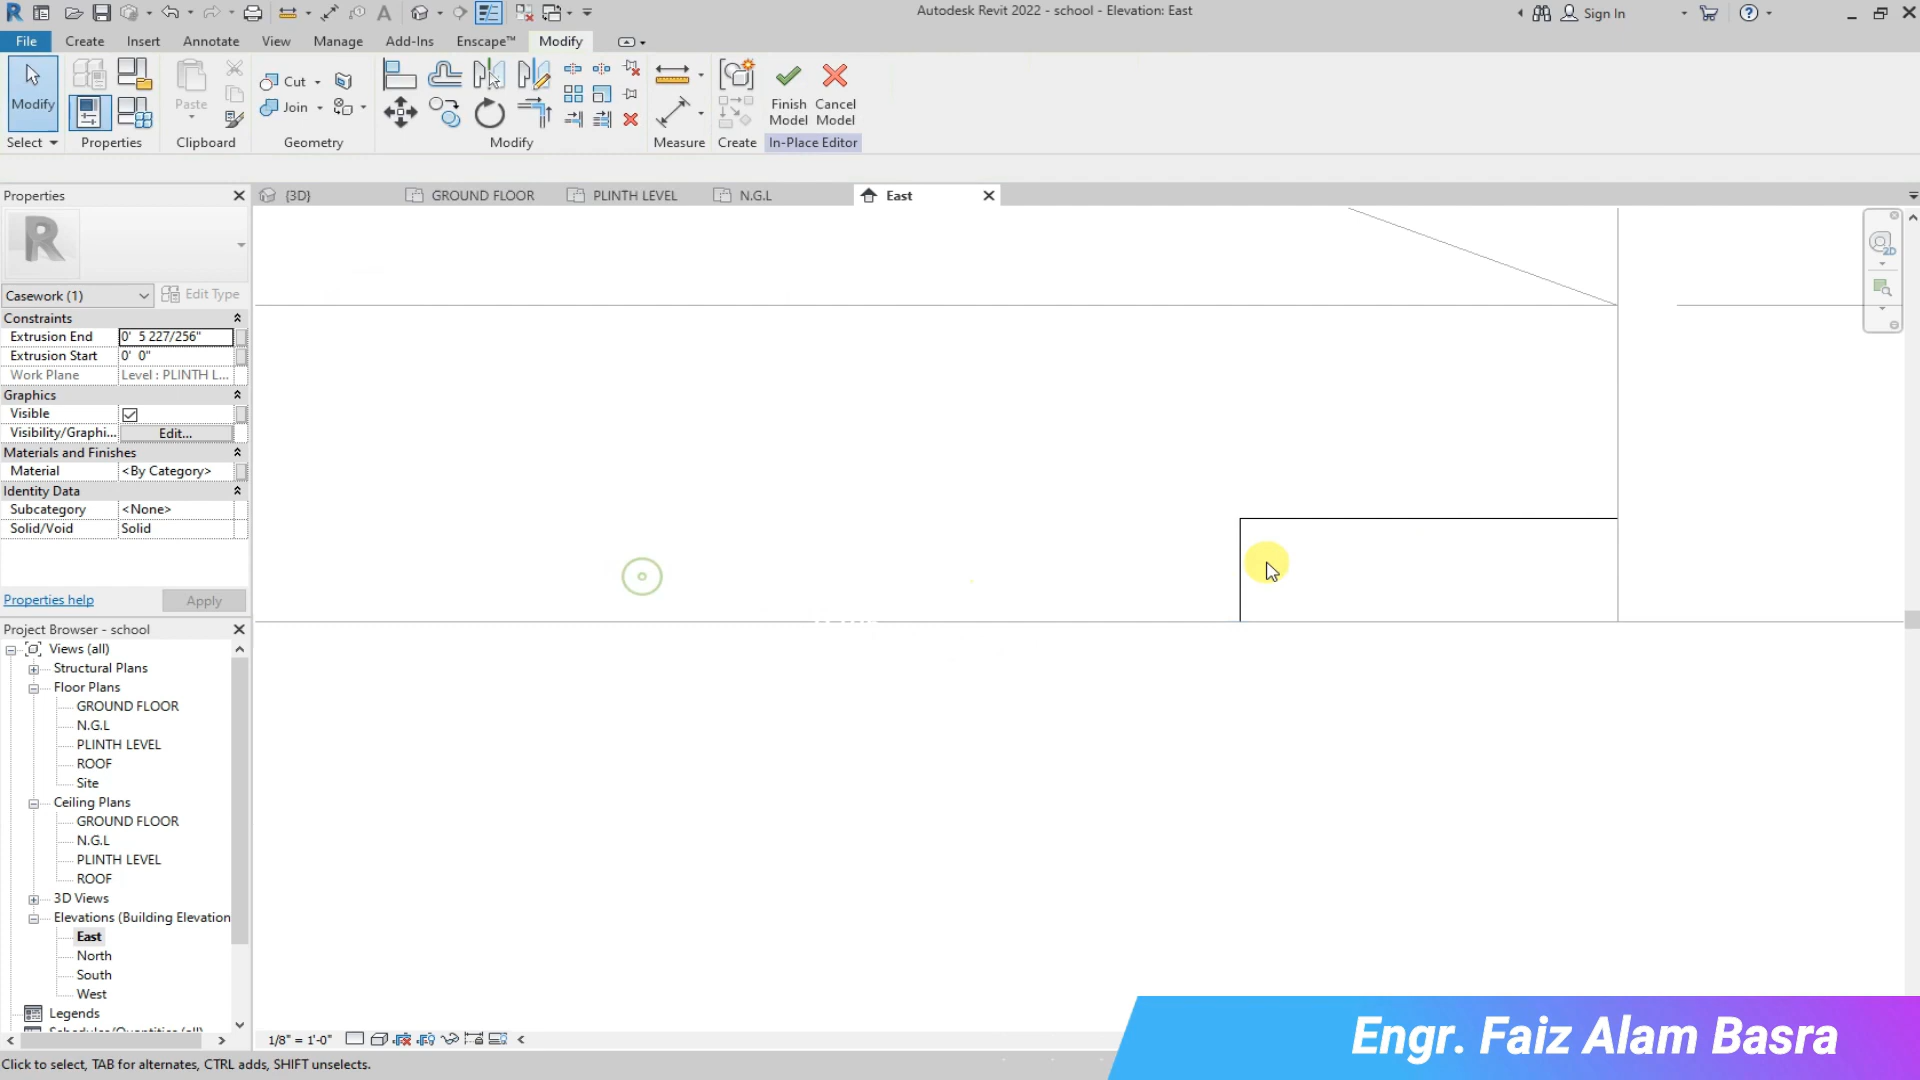 Autodesk Revit 2022 - school - Elevation: East
Sign In
File
Create
Insert
Annotate
View
Manage
Add-Ins
Enscape™
Modify
Modify
Paste
Cut
Join
Finish Model
Cancel Model
Select
Properties
Clipboard
Geometry
Modify
Measure
Create
In-Place Editor
Properties
{3D}
GROUND FLOOR
PLINTH LEVEL
N.G.L
East
2D
Casework (1)
Edit Type
Constraints
Extrusion End 0' 5 227/256"
Extrusion Start 0' 0"
Work Plane Level : PLINTH L...
Graphics
Visible
Visibility/Graphi... Edit...
Materials and Finishes
Material <By Category>
Identity Data
Subcategory <None>
Solid/Void Solid
Properties help
Apply
Project Browser - school
Views (all)
Structural Plans
Floor Plans
GROUND FLOOR
N.G.L
PLINTH LEVEL
ROOF
Site
Ceiling Plans
GROUND FLOOR
N.G.L
PLINTH LEVEL
ROOF
3D Views
Elevations (Building Elevation
East
North
South
West
Legends
1/8" = 1'-0"
Click to select, TAB for alternates, CTRL adds, SHIFT unselects.
Engr. Faiz Alam Basra